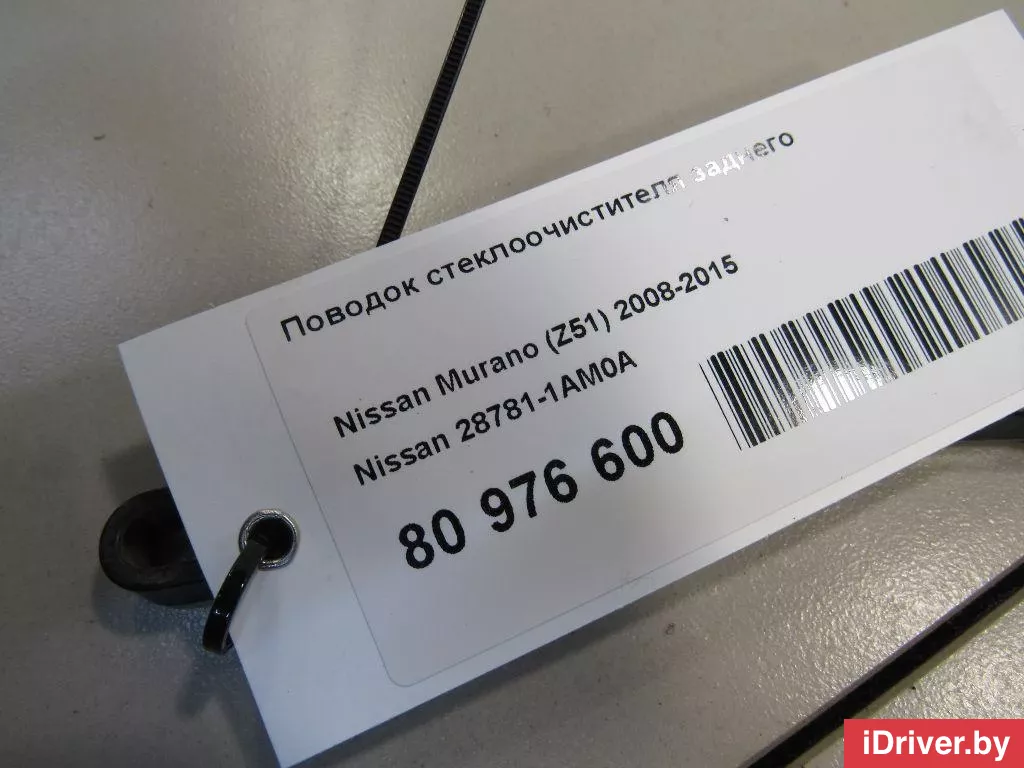 Поводок стеклоочистителя заднего
Nissan Murano (Z51) 2008-2015
Nissan 28781-1AM0A
80 976 600
iDriver.by